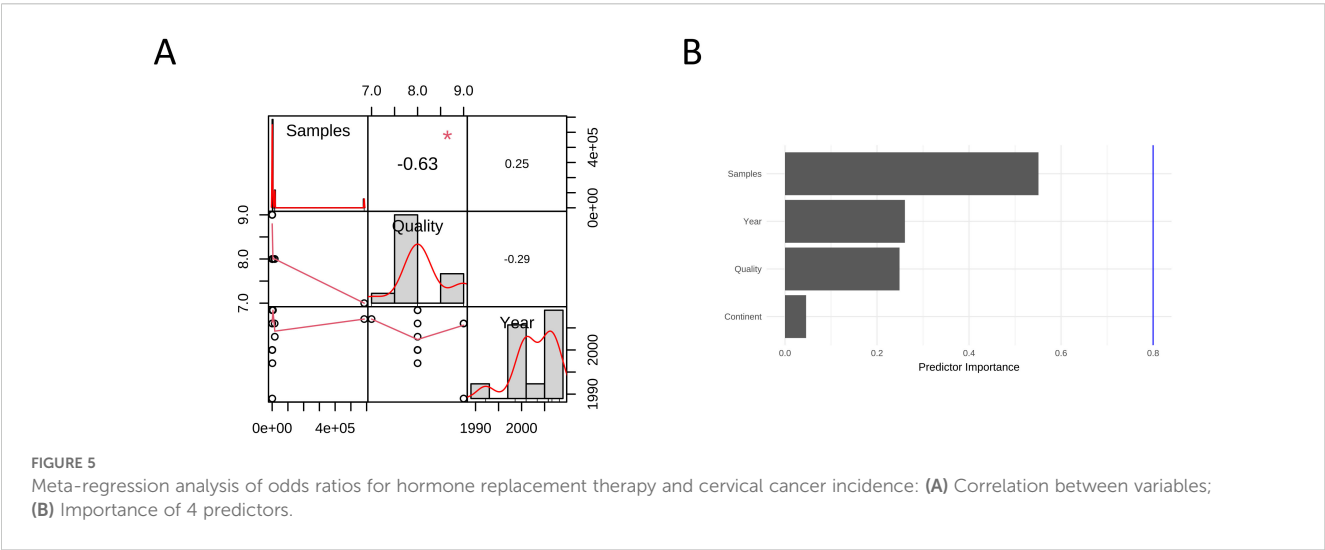 A
B
7.0 8.0 9.0
Samples
-0.63
*
0.25
0e+00 4e+05
7.0 8.0 9.0
Quality
-0.29
Year
1990 2000
0e+00 4e+05
1990 2000
Samples
Year
Quality
Continent
0.0 0.2 0.4 0.6 0.8
Predictor Importance
FIGURE 5
Meta-regression analysis of odds ratios for hormone replacement therapy and cervical cancer incidence: (A) Correlation between variables;
(B) Importance of 4 predictors.